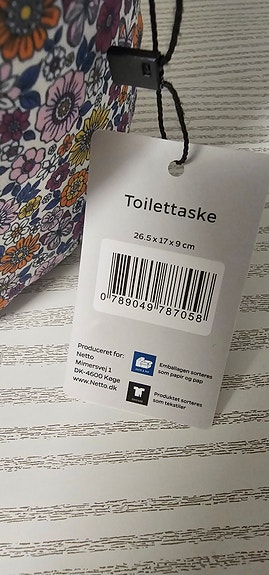 Toilettaske
26.5 x 17 x 9 cm
0 789049 787058
Produceret for:
Netto
Mimersvej 1
DK-4600 Køge
www.Netto.dk
Emballagen sorteres
som papir og pap
Produktet sorteres
som tekstiler